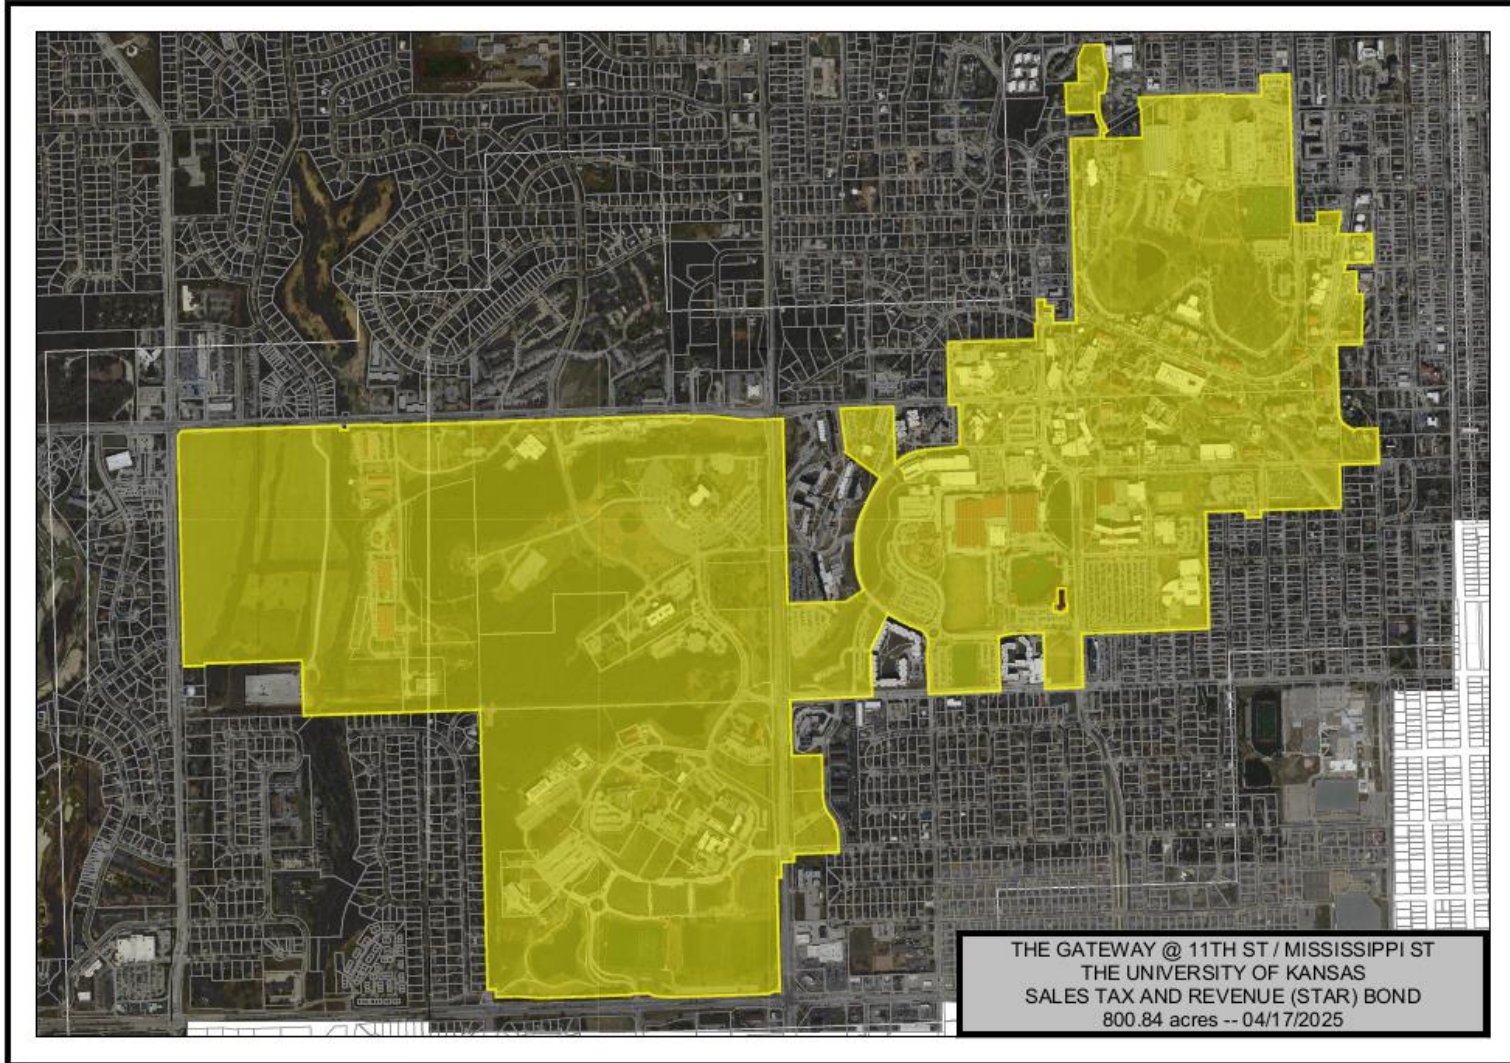 THE GATEWAY @ 11TH ST / MISSISSIPPI ST
THE UNIVERSITY OF KANSAS
SALES TAX AND REVENUE (STAR) BOND
800.84 acres -- 04/17/2025